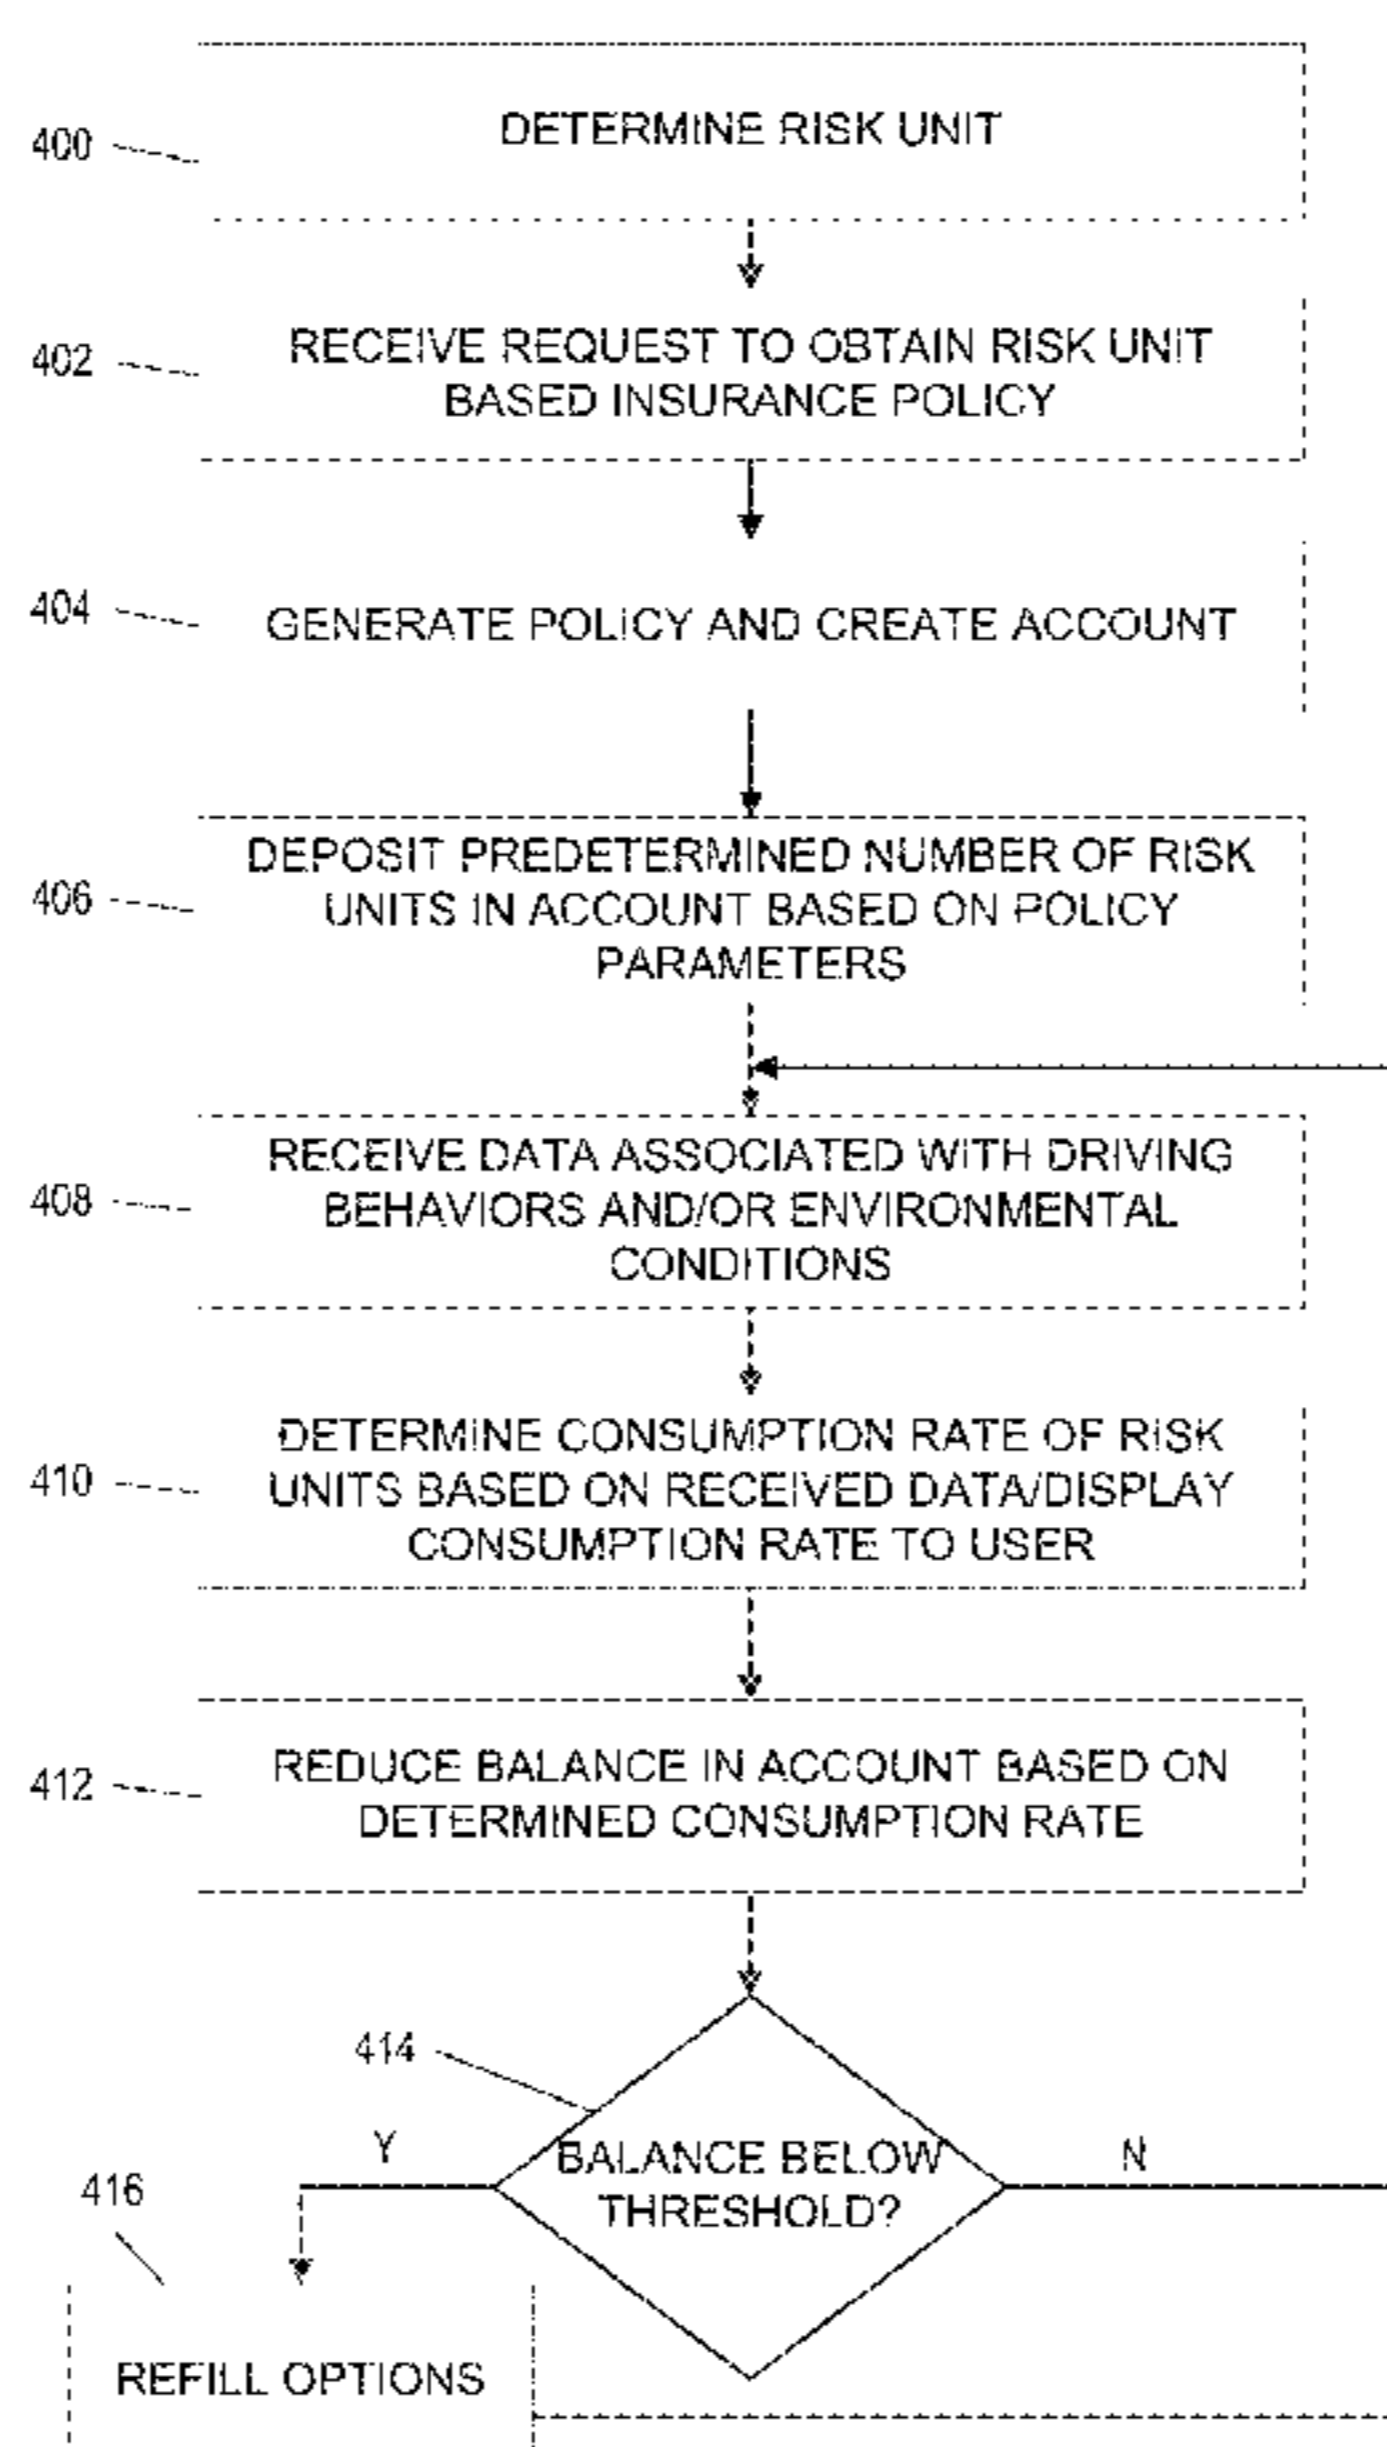 400
DETERMINE RISK UNIT
402
RECEIVE REQUEST TO OBTAIN RISK UNIT
BASED INSURANCE POLICY
404
GENERATE POLICY AND CREATE ACCOUNT
406
DEPOSIT PREDETERMINED NUMBER OF RISK
UNITS IN ACCOUNT BASED ON POLICY
PARAMETERS
408
RECEIVE DATA ASSOCIATED WITH DRIVING
BEHAVIORS AND/OR ENVIRONMENTAL
CONDITIONS
410
DETERMINE CONSUMPTION RATE OF RISK
UNITS BASED ON RECEIVED DATA/DISPLAY
CONSUMPTION RATE TO USER
412
REDUCE BALANCE IN ACCOUNT BASED ON
DETERMINED CONSUMPTION RATE
414
Y
BALANCE BELOW
THRESHOLD?
N
416
REFILL OPTIONS